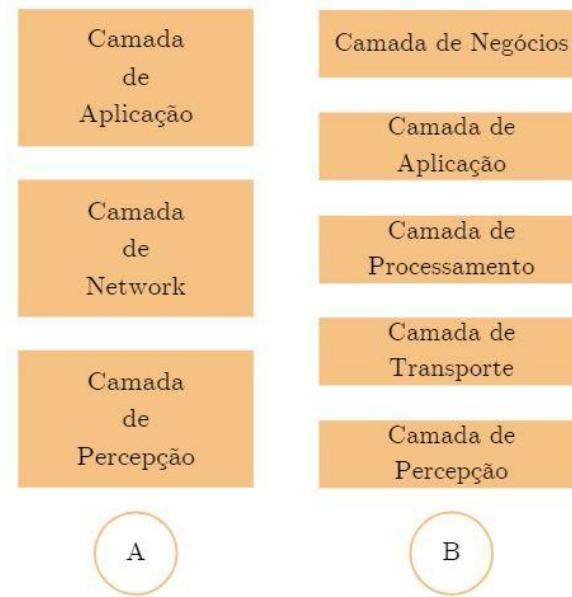 Camada
de
Aplicação
Camada
de
Network
Camada
de
Percepção
A
Camada de Negócios
Camada de
Aplicação
Camada de
Processamento
Camada de
Transporte
Camada de
Percepção
B